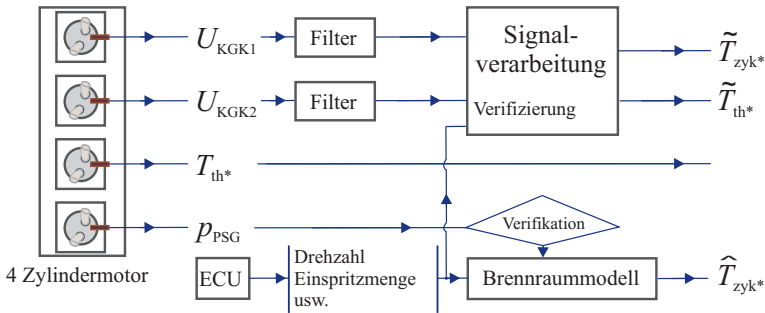 U_KGK1
Filter
Signal-
verarbeitung
T̃_zyk*
U_KGK2
Filter
Verifizierung
T̃_th*
T_th*
p_PSG
Verifikation
4 Zylindermotor
ECU
Drehzahl
Einspritzmenge
usw.
Brennraummodell
T̂_zyk*